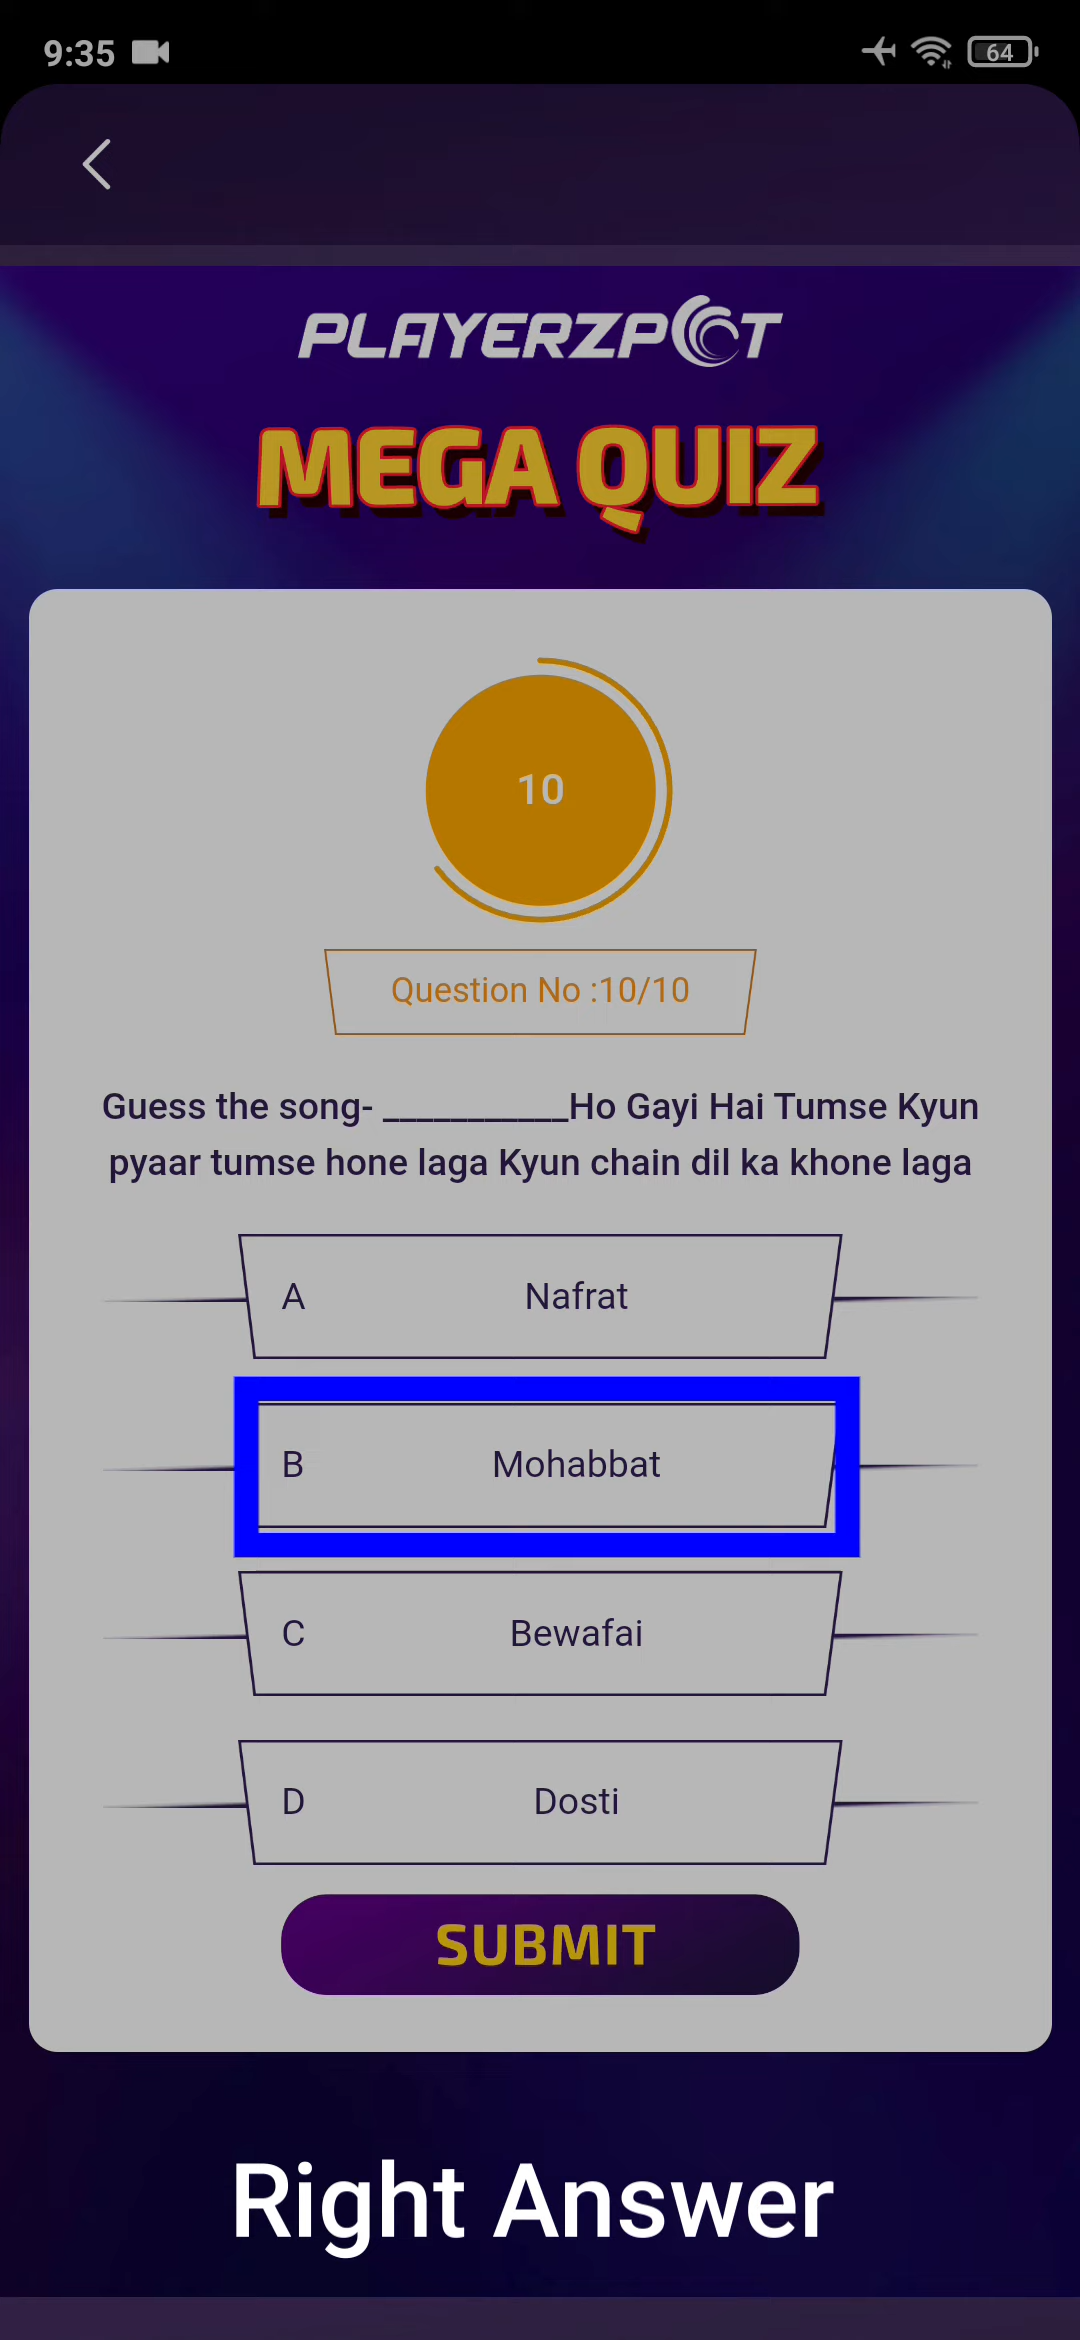 9:35
64
PLAYERZPOT
MEGA QUIZ
10
Question No :10/10
Guess the song- ___________Ho Gayi Hai Tumse Kyun
pyaar tumse hone laga Kyun chain dil ka khone laga
A Nafrat
B Mohabbat
C Bewafai
D Dosti
SUBMIT
Right Answer